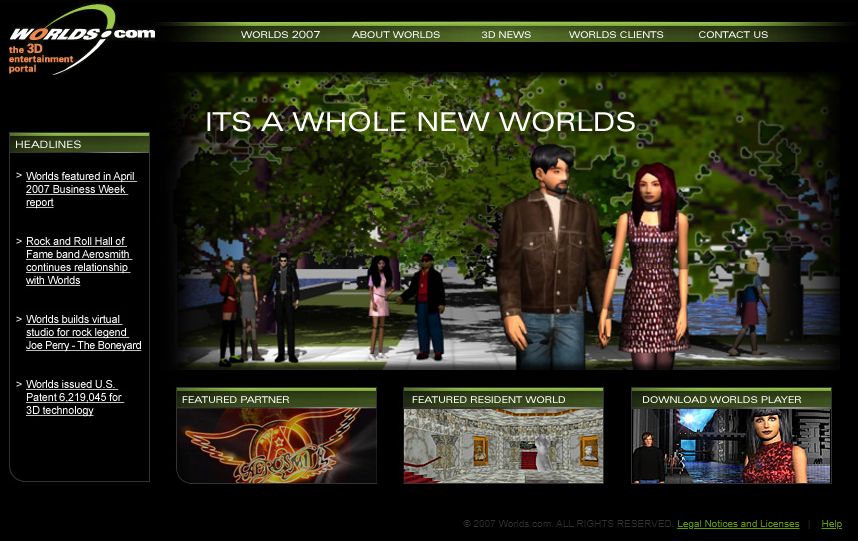 WORLDS.com
the 3D
entertainment
portal
WORLDS 2007 ABOUT WORLDS 3D NEWS WORLDS CLIENTS CONTACT US
ITS A WHOLE NEW WORLDS
HEADLINES
> Worlds featured in April
2007 Business Week
report
> Rock and Roll Hall of
Fame band Aerosmith
continues relationship
with Worlds
> Worlds builds virtual
studio for rock legend
Joe Perry - The Boneyard
> Worlds issued U.S.
Patent 6,219,045 for
3D technology
FEATURED PARTNER FEATURED RESIDENT WORLD DOWNLOAD WORLDS PLAYER
AEROSMITH
© 2007 Worlds.com. ALL RIGHTS RESERVED. Legal Notices and Licenses | Help